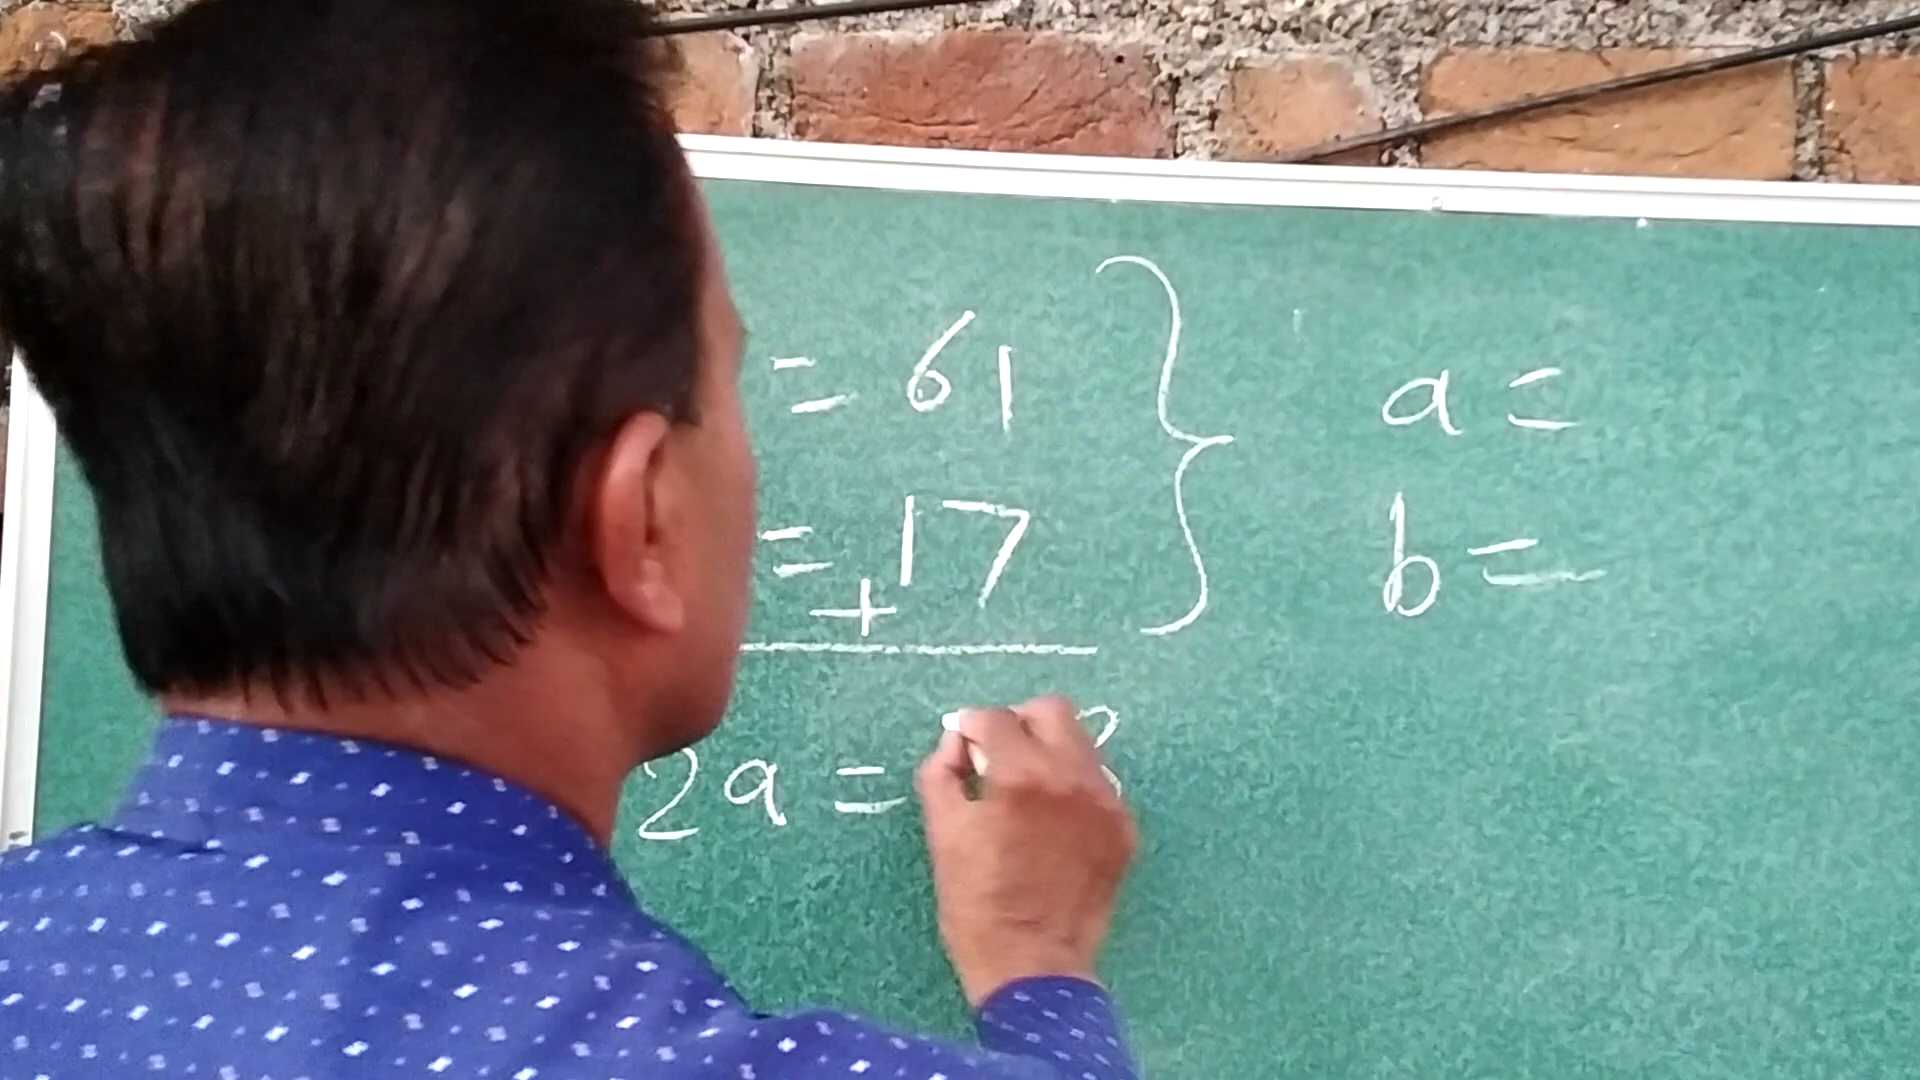 = 61
a =
= 17
+
b =
2a =